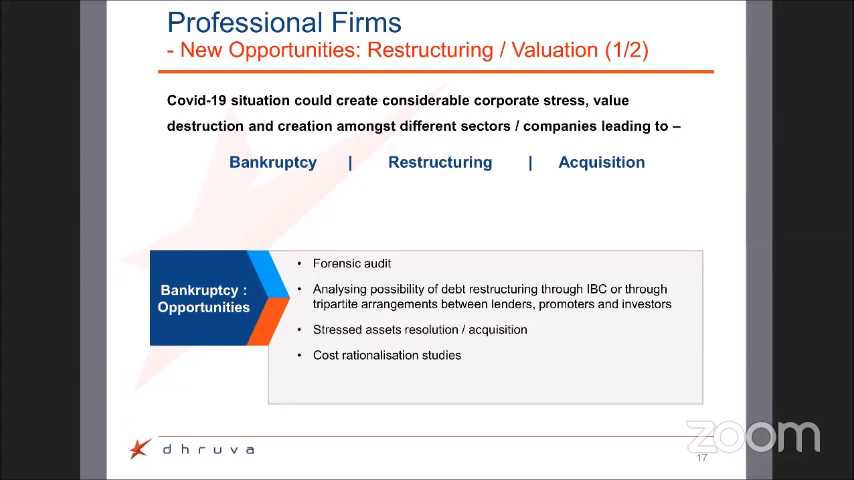 Professional Firms
- New Opportunities: Restructuring / Valuation (1/2)
Covid-19 situation could create considerable corporate stress, value
destruction and creation amongst different sectors / companies leading to –
Bankruptcy | Restructuring | Acquisition
Bankruptcy :
Opportunities
• Forensic audit
• Analysing possibility of debt restructuring through IBC or through
tripartite arrangements between lenders, promoters and investors
• Stressed assets resolution / acquisition
• Cost rationalisation studies
dhruva
zoom
17